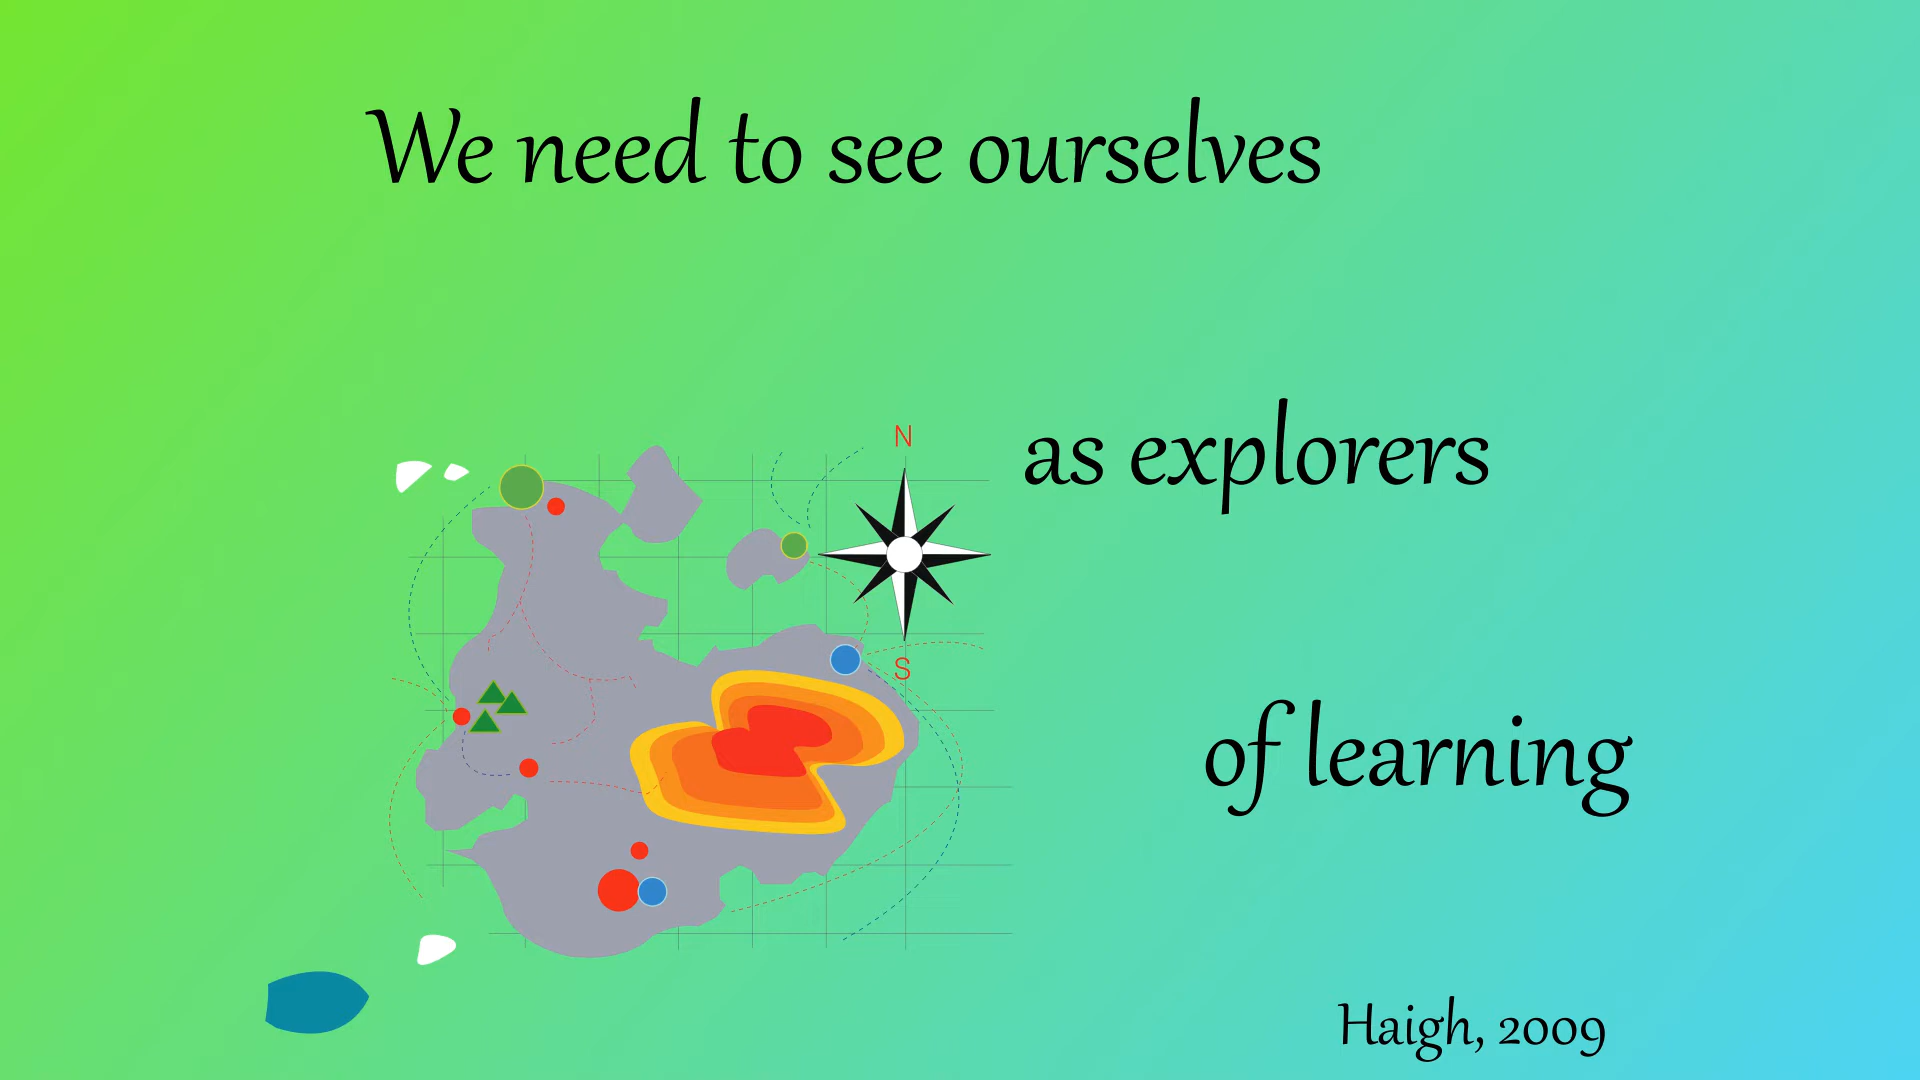 We need to see ourselves
N
as explorers
S
of learning
Haigh, 2009